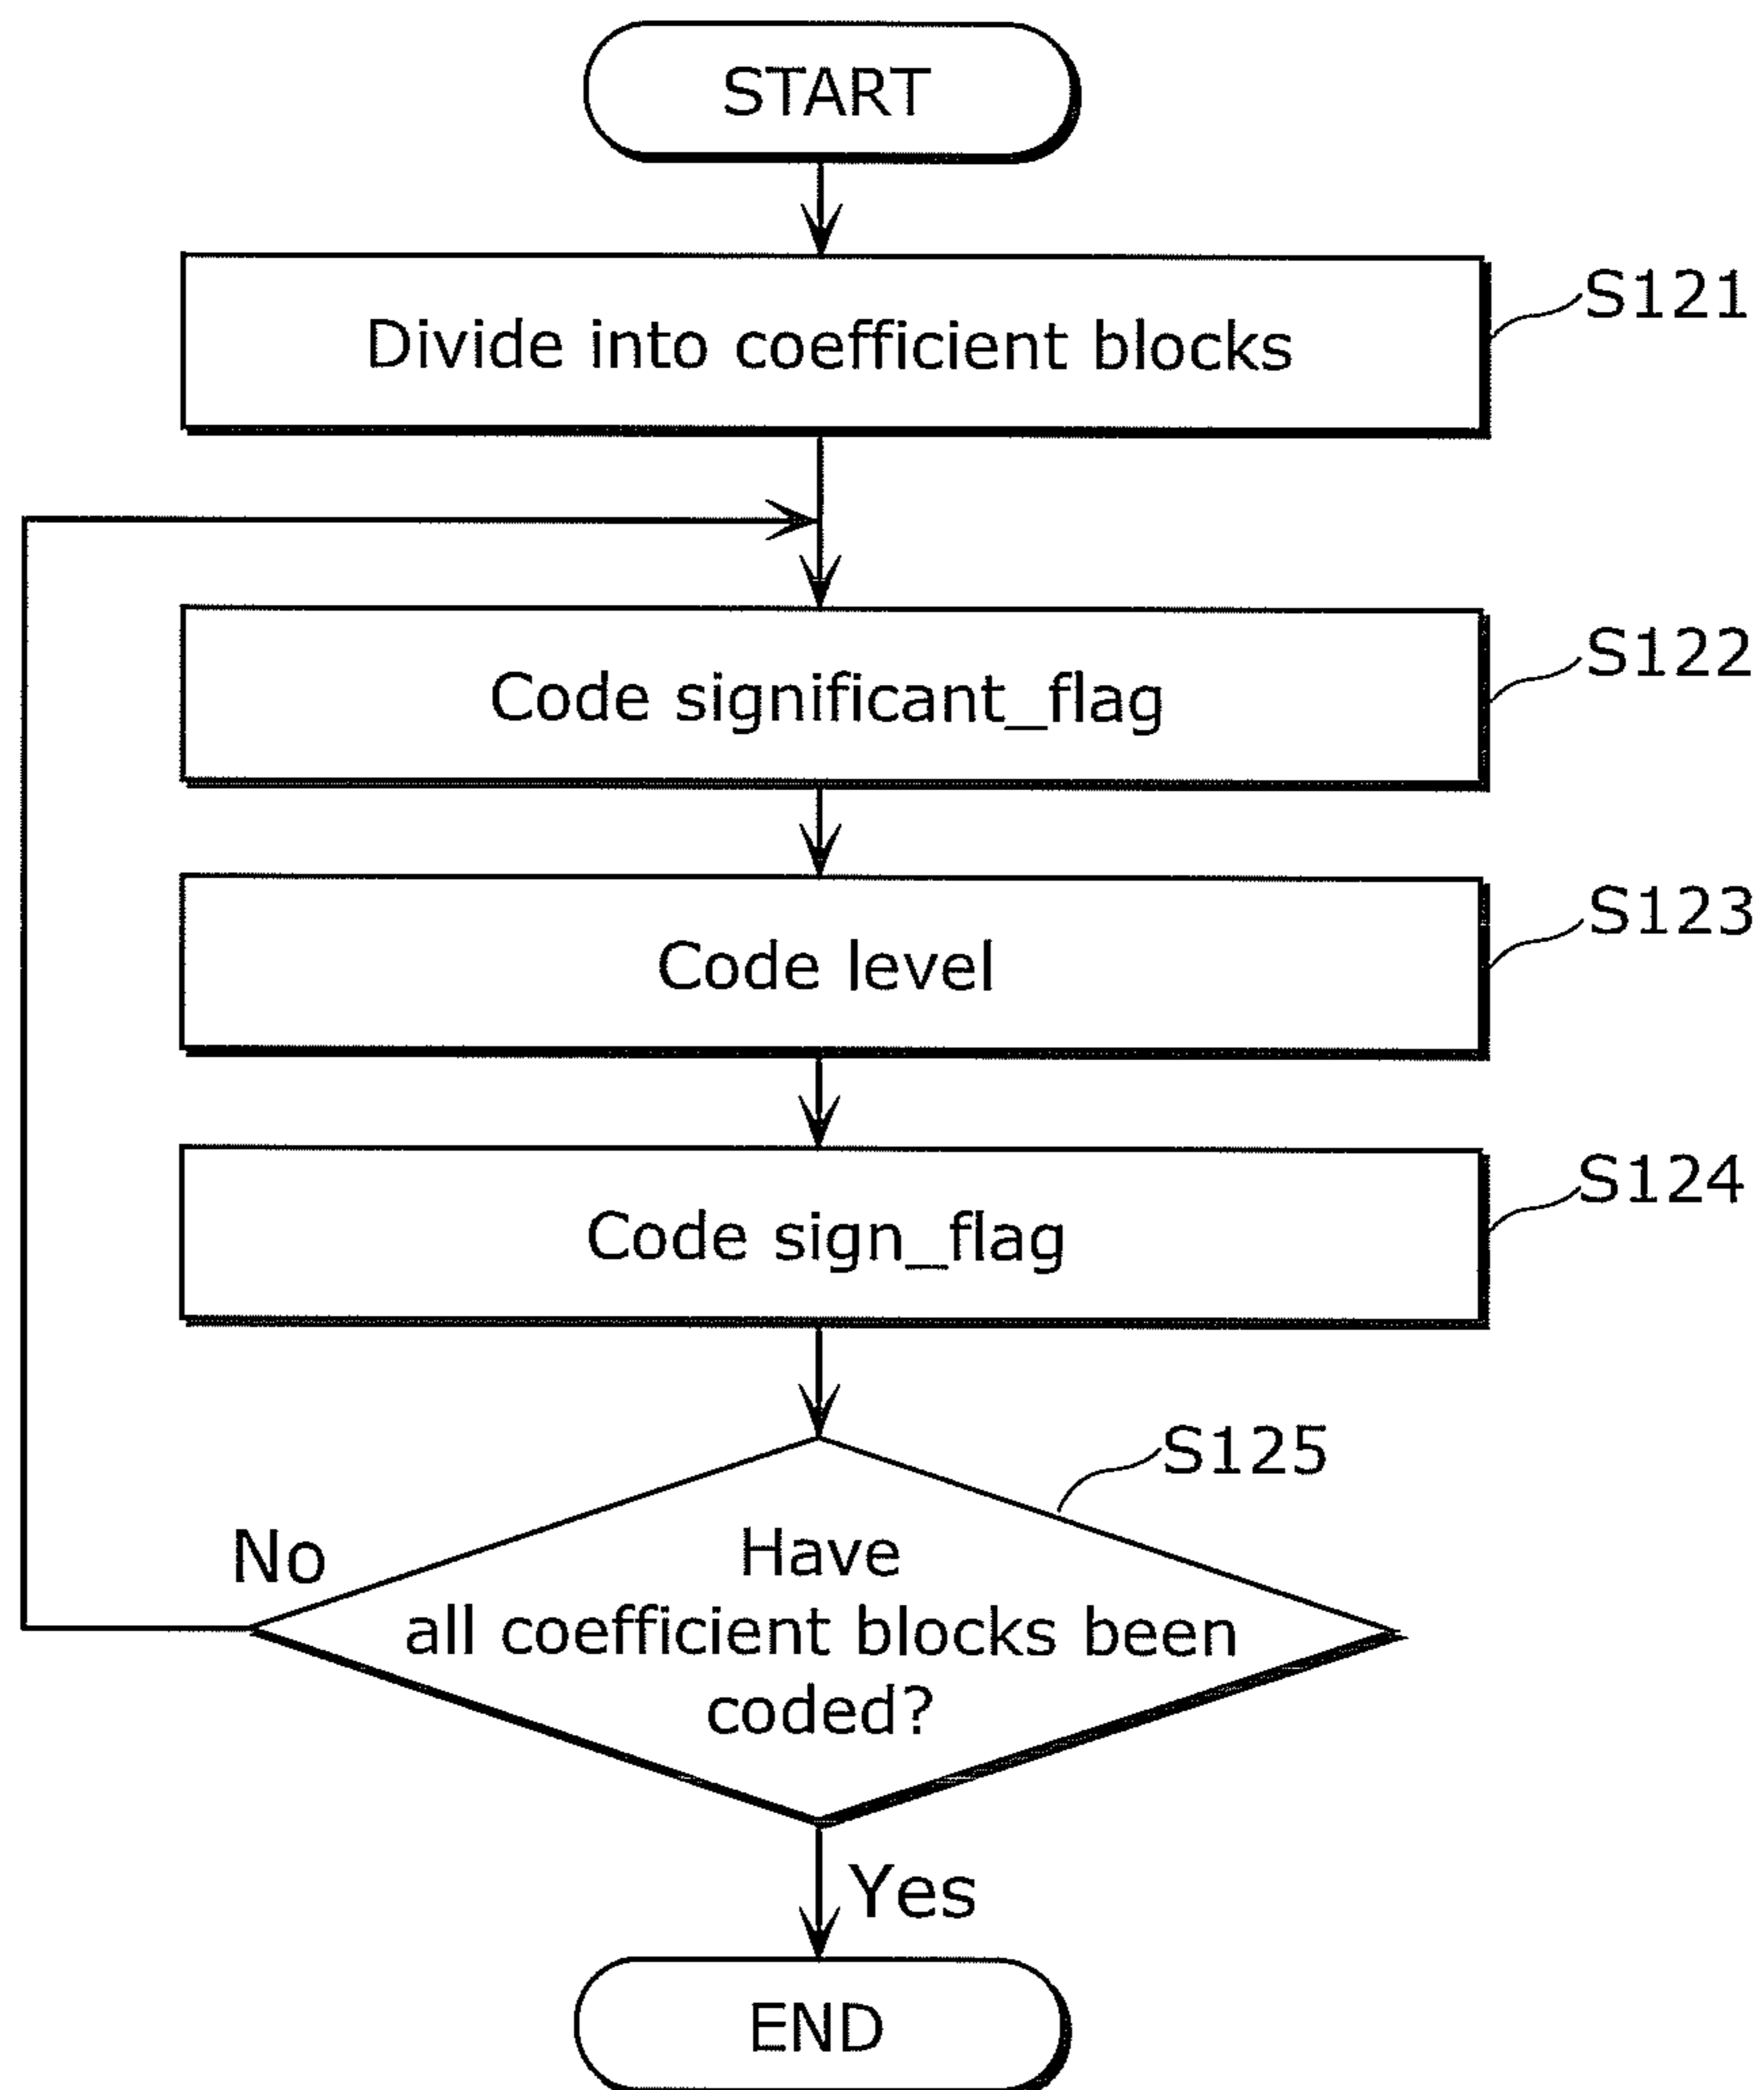 START
Divide into coefficient blocks
S121
Code significant_flag
S122
Code level
S123
Code sign_flag
S124
S125
No
Have
all coefficient blocks been
coded?
Yes
END